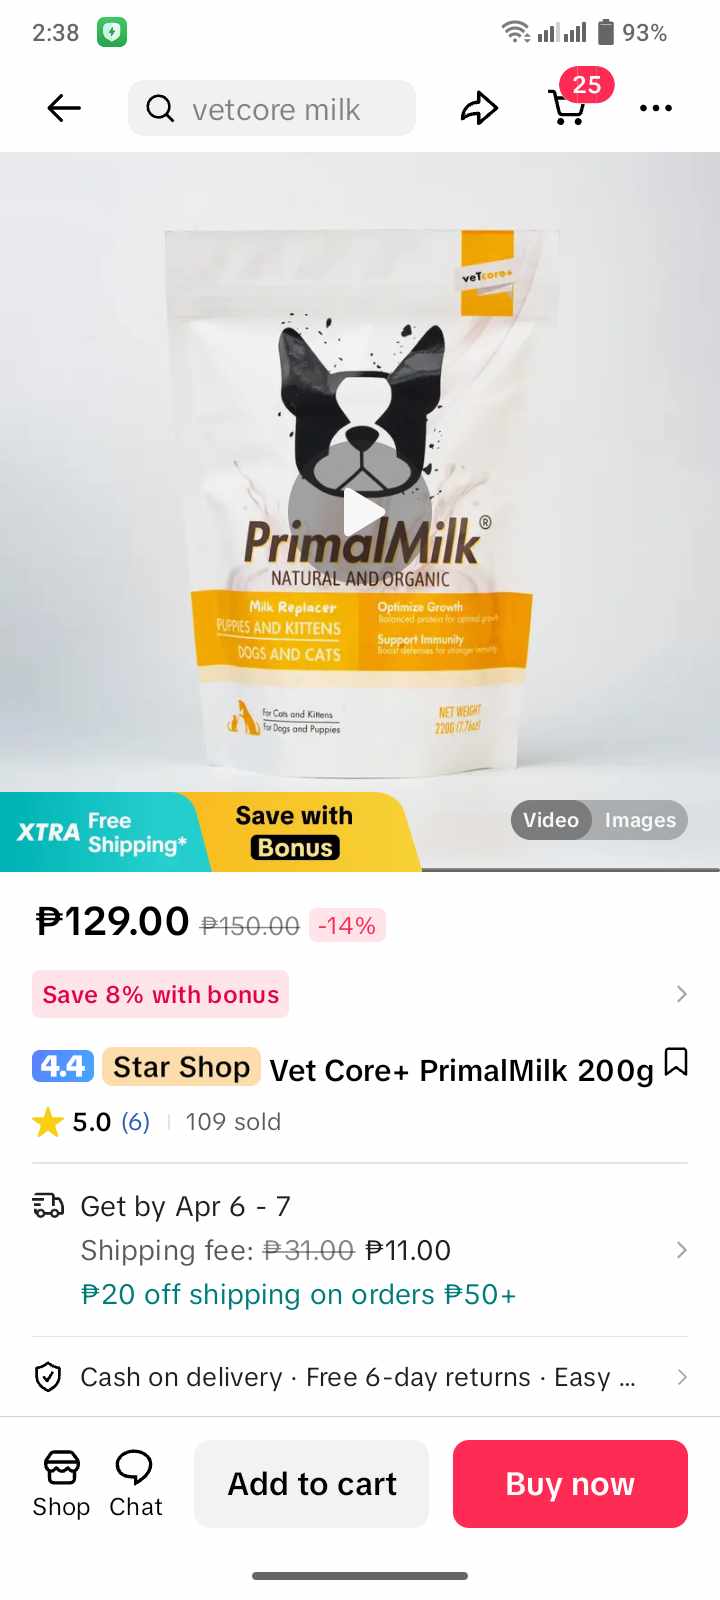 2:38
93%
vetcore milk
25
veTcore+
PrimalMilk®
NATURAL AND ORGANIC
Milk Replacer
PUPPIES AND KITTENS
DOGS AND CATS
Optimize Growth
Balanced protein for optimal growth
Support Immunity
Boost defenses for stronger immunity
For Cats and Kittens
For Dogs and Puppies
NET WEIGHT
220G (7.76oz)
XTRA Free Shipping*
Save with Bonus
Video Images
₱129.00 ₱150.00 -14%
Save 8% with bonus
4.4 Star Shop Vet Core+ PrimalMilk 200g
5.0 (6) 109 sold
Get by Apr 6 - 7
Shipping fee: ₱31.00 ₱11.00
₱20 off shipping on orders ₱50+
Cash on delivery · Free 6-day returns · Easy ...
Shop Chat Add to cart Buy now